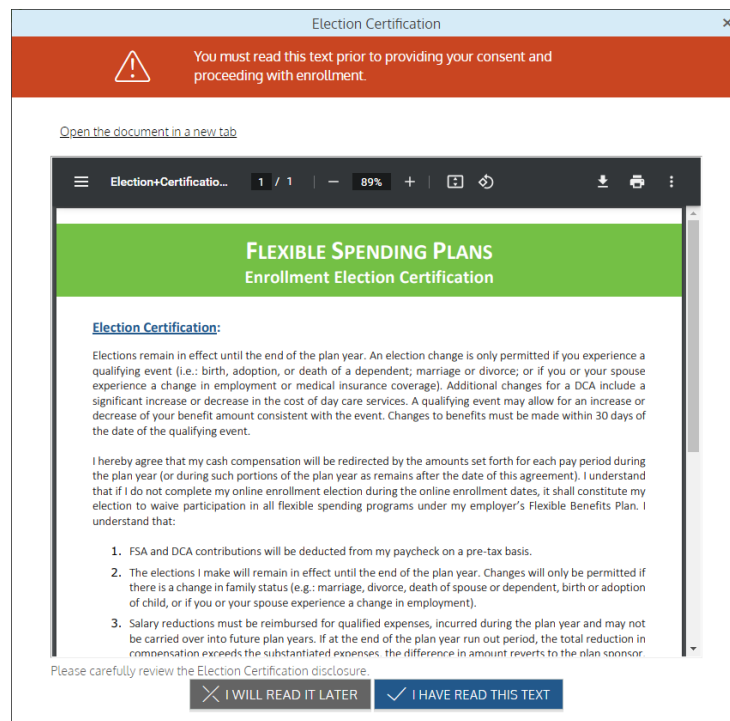 Election Certification ×
You must read this text prior to providing your consent and
proceeding with enrollment.
Open the document in a new tab
Election+Certificatio... 1 / 1 | − 89% + |
FLEXIBLE SPENDING PLANS
Enrollment Election Certification
Election Certification:
Elections remain in effect until the end of the plan year. An election change is only permitted if you experience a
qualifying event (i.e.: birth, adoption, or death of a dependent; marriage or divorce; or if you or your spouse
experience a change in employment or medical insurance coverage). Additional changes for a DCA include a
significant increase or decrease in the cost of day care services. A qualifying event may allow for an increase or
decrease of your benefit amount consistent with the event. Changes to benefits must be made within 30 days of
the date of the qualifying event.
I hereby agree that my cash compensation will be redirected by the amounts set forth for each pay period during
the plan year (or during such portions of the plan year as remains after the date of this agreement). I understand
that if I do not complete my online enrollment election during the online enrollment dates, it shall constitute my
election to waive participation in all flexible spending programs under my employer's Flexible Benefits Plan. I
understand that:
1. FSA and DCA contributions will be deducted from my paycheck on a pre-tax basis.
2. The elections I make will remain in effect until the end of the plan year. Changes will only be permitted if
there is a change in family status (e.g.: marriage, divorce, death of spouse or dependent, birth or adoption
of child, or if you or your spouse experience a change in employment).
3. Salary reductions must be reimbursed for qualified expenses, incurred during the plan year and may not
be carried over into future plan years. If at the end of the plan year run out period, the total reduction in
compensation exceeds the substantiated expenses, the difference in amount reverts to the plan sponsor.
Please carefully review the Election Certification disclosure.
I WILL READ IT LATER I HAVE READ THIS TEXT